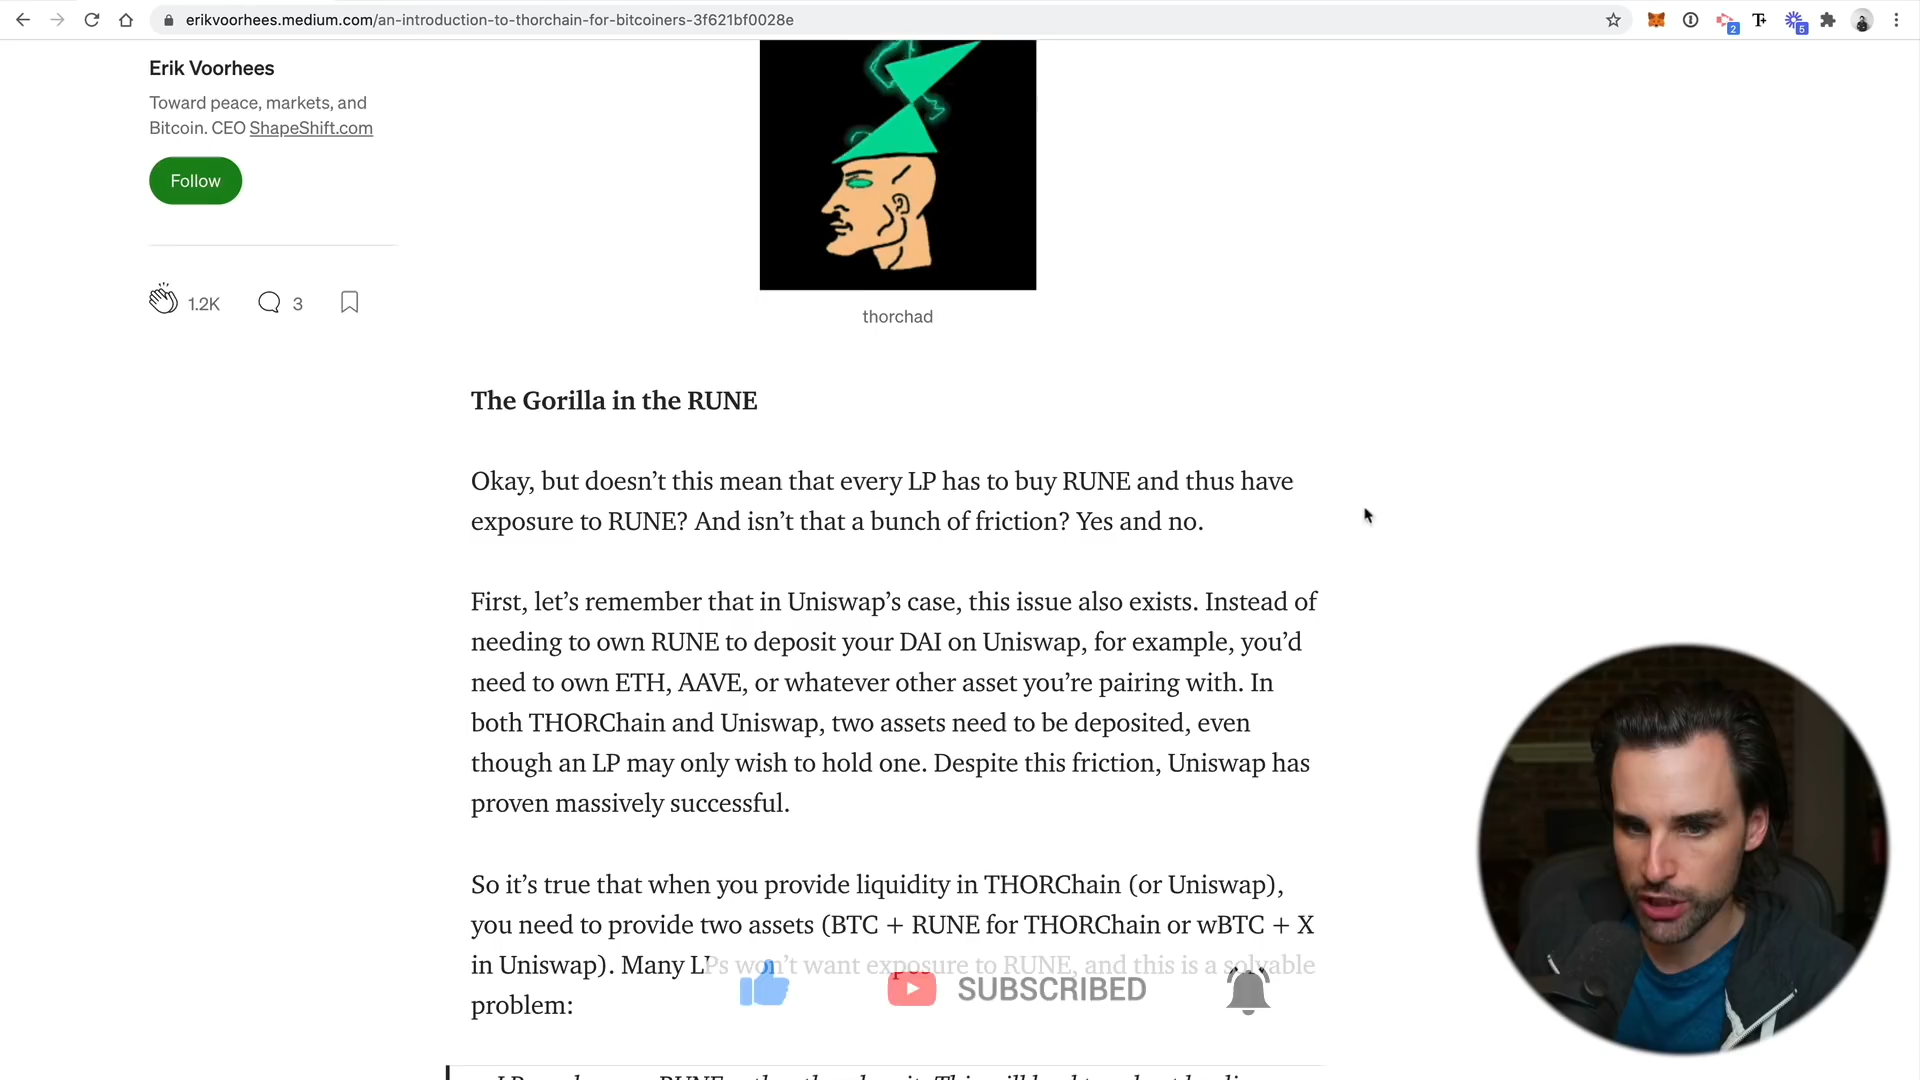 erikvoorhees.medium.com/an-introduction-to-thorchain-for-bitcoiners-3f621bf0028e
2
5
Erik Voorhees
Toward peace, markets, and
Bitcoin. CEO ShapeShift.com
Follow
1.2K
3
thorchad
The Gorilla in the RUNE
Okay, but doesn’t this mean that every LP has to buy RUNE and thus have
exposure to RUNE? And isn’t that a bunch of friction? Yes and no.
First, let’s remember that in Uniswap’s case, this issue also exists. Instead of
needing to own RUNE to deposit your DAI on Uniswap, for example, you’d
need to own ETH, AAVE, or whatever other asset you’re pairing with. In
both THORChain and Uniswap, two assets need to be deposited, even
though an LP may only wish to hold one. Despite this friction, Uniswap has
proven massively successful.
So it’s true that when you provide liquidity in THORChain (or Uniswap),
you need to provide two assets (BTC + RUNE for THORChain or wBTC + X
in Uniswap). Many LPs won’t want exposure to RUNE, and this is a solvable
problem:
SUBSCRIBED